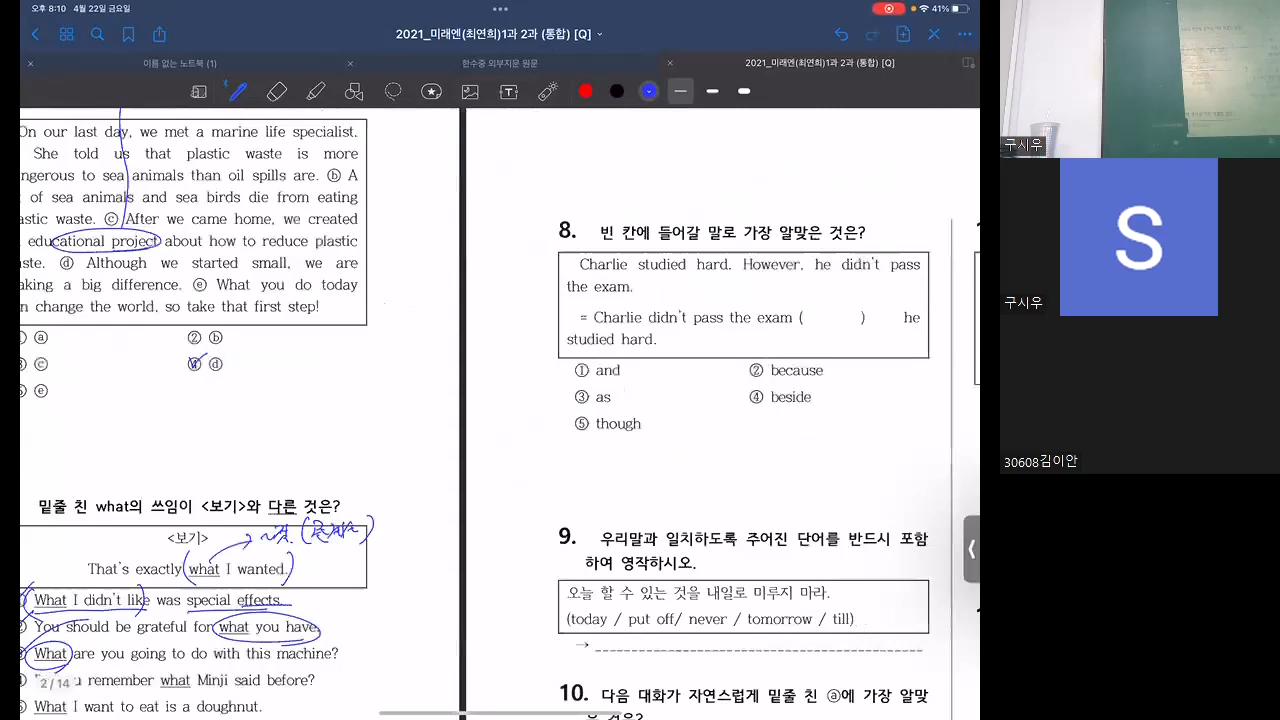 오후 8:10 4월 22일 금요일
41%
2021_미래엔(최연희)1과 2과 (통합) [Q]
이름 없는 노트북 (1)
한수중 외부지문 원문
2021_미래엔(최연희)1과 2과 (통합) [Q]
On our last day, we met a marine life specialist.
She told us that plastic waste is more
ngerous to sea animals than oil spills are. ⓑ A
of sea animals and sea birds die from eating
astic waste. ⓒ After we came home, we created
educational project about how to reduce plastic
ste. ⓓ Although we started small, we are
aking a big difference. ⓔ What you do today
n change the world, so take that first step!
ⓐ
② ⓑ
ⓒ
ⓓ
ⓔ
밑줄 친 what의 쓰임이 <보기>와 다른 것은?
<보기>
That's exactly what I wanted.
What I didn't like was special effects.
You should be grateful for what you have.
What are you going to do with this machine?
remember what Minji said before?
What I want to eat is a doughnut.
2/14
8. 빈 칸에 들어갈 말로 가장 알맞은 것은?
Charlie studied hard. However, he didn't pass
the exam.
= Charlie didn't pass the exam ( ) he
studied hard.
① and
② because
③ as
④ beside
⑤ though
9. 우리말과 일치하도록 주어진 단어를 반드시 포함
하여 영작하시오.
오늘 할 수 있는 것을 내일로 미루지 마라.
(today / put off/ never / tomorrow / till)
→
10. 다음 대화가 자연스럽게 밑줄 친 ⓐ에 가장 알맞
은 것은?
구시우
S
구시우
30608김이안